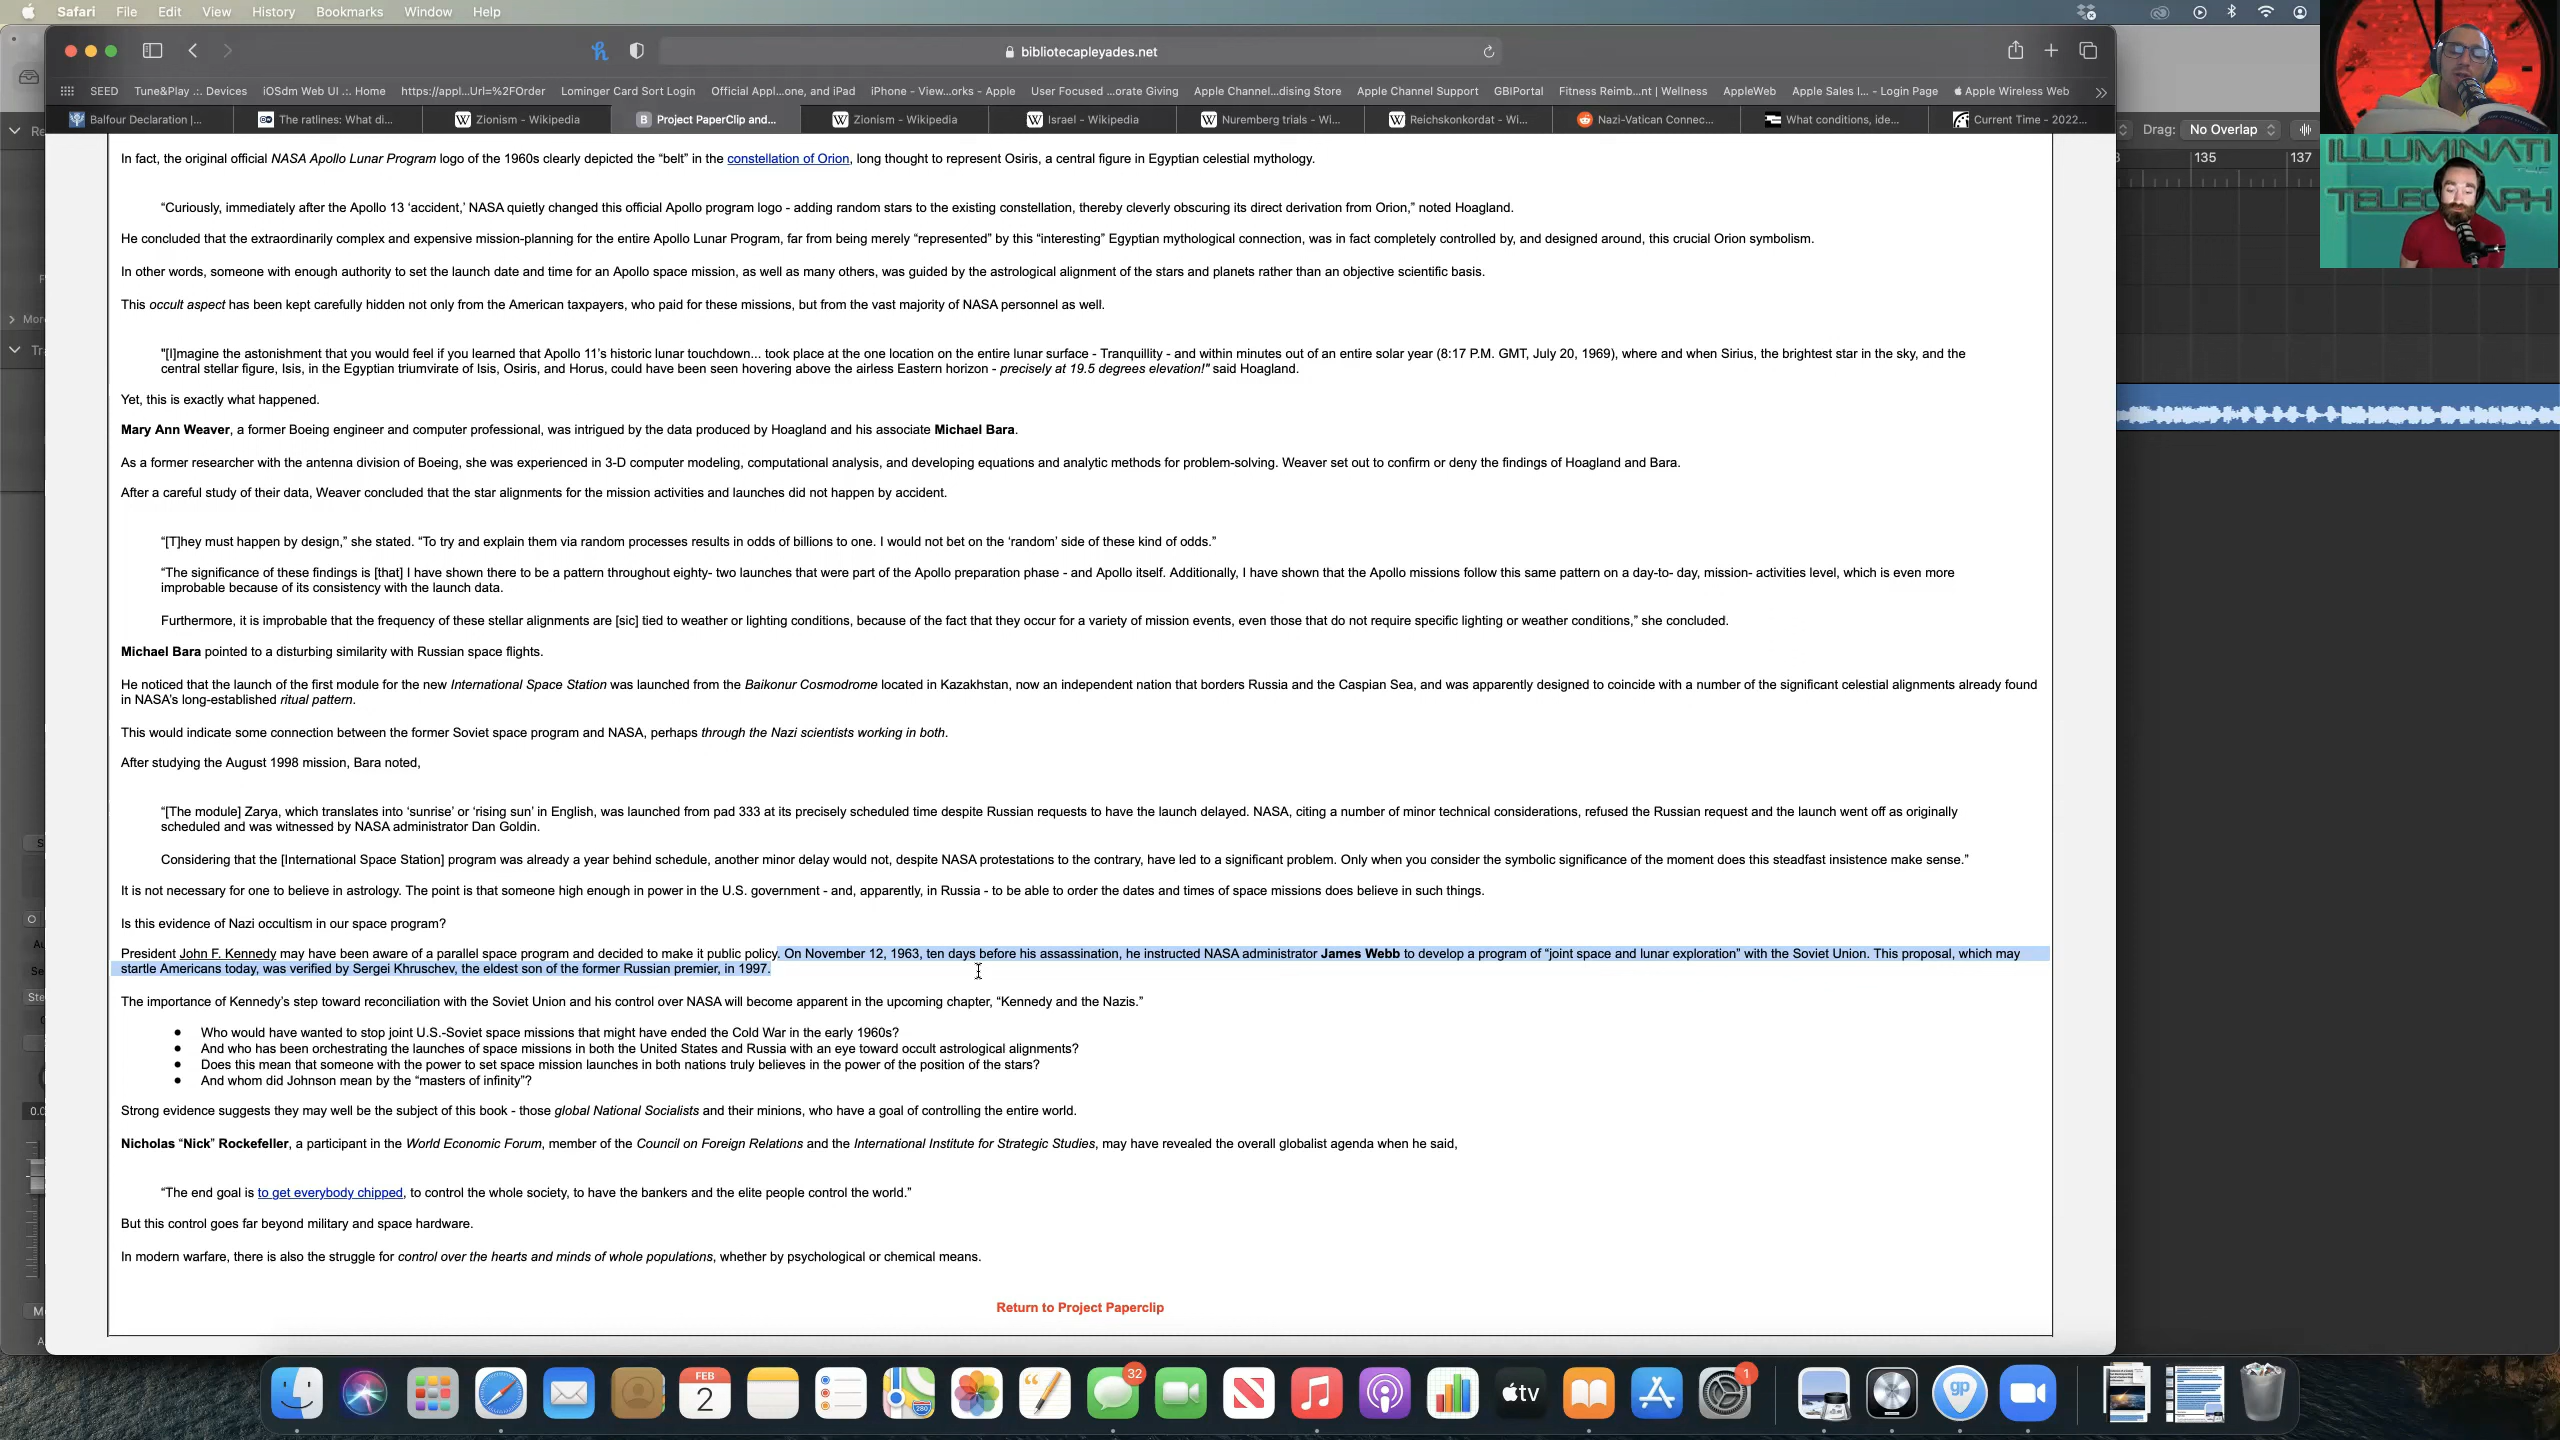 Safari File Edit View History Bookmarks Window Help
bibliotecapleyades.net
SEED Tune&Play .:. Devices iOSdm Web UI .:. Home https://appl...Url=%2FOrder Lominger Card Sort Login Official Appl...one, and iPad iPhone - View...orks - Apple User Focused ...orate Giving Apple Channel...dising Store Apple Channel Support GBIPortal Fitness Reimb...nt | Wellness AppleWeb Apple Sales I... - Login Page Apple Wireless Web
Balfour Declaration |... The ratlines: What di... Zionism - Wikipedia Project PaperClip and... Zionism - Wikipedia Israel - Wikipedia Nuremberg trials - Wi... Reichskonkordat - Wi... Nazi-Vatican Connec... What conditions, ide... Current Time - 2022...
Drag: No Overlap
135 137
ILLUMINATI
TELEGRAPH
In fact, the original official NASA Apollo Lunar Program logo of the 1960s clearly depicted the “belt” in the constellation of Orion, long thought to represent Osiris, a central figure in Egyptian celestial mythology.
“Curiously, immediately after the Apollo 13 ‘accident,’ NASA quietly changed this official Apollo program logo - adding random stars to the existing constellation, thereby cleverly obscuring its direct derivation from Orion,” noted Hoagland.
He concluded that the extraordinarily complex and expensive mission-planning for the entire Apollo Lunar Program, far from being merely “represented” by this “interesting” Egyptian mythological connection, was in fact completely controlled by, and designed around, this crucial Orion symbolism.
In other words, someone with enough authority to set the launch date and time for an Apollo space mission, as well as many others, was guided by the astrological alignment of the stars and planets rather than an objective scientific basis.
This occult aspect has been kept carefully hidden not only from the American taxpayers, who paid for these missions, but from the vast majority of NASA personnel as well.
"[I]magine the astonishment that you would feel if you learned that Apollo 11’s historic lunar touchdown... took place at the one location on the entire lunar surface - Tranquillity - and within minutes out of an entire solar year (8:17 P.M. GMT, July 20, 1969), where and when Sirius, the brightest star in the sky, and the
central stellar figure, Isis, in the Egyptian triumvirate of Isis, Osiris, and Horus, could have been seen hovering above the airless Eastern horizon - precisely at 19.5 degrees elevation!" said Hoagland.
Yet, this is exactly what happened.
Mary Ann Weaver, a former Boeing engineer and computer professional, was intrigued by the data produced by Hoagland and his associate Michael Bara.
As a former researcher with the antenna division of Boeing, she was experienced in 3-D computer modeling, computational analysis, and developing equations and analytic methods for problem-solving. Weaver set out to confirm or deny the findings of Hoagland and Bara.
After a careful study of their data, Weaver concluded that the star alignments for the mission activities and launches did not happen by accident.
“[T]hey must happen by design,” she stated. “To try and explain them via random processes results in odds of billions to one. I would not bet on the ‘random’ side of these kind of odds.”
“The significance of these findings is [that] I have shown there to be a pattern throughout eighty- two launches that were part of the Apollo preparation phase - and Apollo itself. Additionally, I have shown that the Apollo missions follow this same pattern on a day-to- day, mission- activities level, which is even more
improbable because of its consistency with the launch data.
Furthermore, it is improbable that the frequency of these stellar alignments are [sic] tied to weather or lighting conditions, because of the fact that they occur for a variety of mission events, even those that do not require specific lighting or weather conditions,” she concluded.
Michael Bara pointed to a disturbing similarity with Russian space flights.
He noticed that the launch of the first module for the new International Space Station was launched from the Baikonur Cosmodrome located in Kazakhstan, now an independent nation that borders Russia and the Caspian Sea, and was apparently designed to coincide with a number of the significant celestial alignments already found
in NASA’s long-established ritual pattern.
This would indicate some connection between the former Soviet space program and NASA, perhaps through the Nazi scientists working in both.
After studying the August 1998 mission, Bara noted,
“[The module] Zarya, which translates into ‘sunrise’ or ‘rising sun’ in English, was launched from pad 333 at its precisely scheduled time despite Russian requests to have the launch delayed. NASA, citing a number of minor technical considerations, refused the Russian request and the launch went off as originally
scheduled and was witnessed by NASA administrator Dan Goldin.
Considering that the [International Space Station] program was already a year behind schedule, another minor delay would not, despite NASA protestations to the contrary, have led to a significant problem. Only when you consider the symbolic significance of the moment does this steadfast insistence make sense.”
It is not necessary for one to believe in astrology. The point is that someone high enough in power in the U.S. government - and, apparently, in Russia - to be able to order the dates and times of space missions does believe in such things.
Is this evidence of Nazi occultism in our space program?
President John F. Kennedy may have been aware of a parallel space program and decided to make it public policy. On November 12, 1963, ten days before his assassination, he instructed NASA administrator James Webb to develop a program of “joint space and lunar exploration” with the Soviet Union. This proposal, which may
startle Americans today, was verified by Sergei Khruschev, the eldest son of the former Russian premier, in 1997.
The importance of Kennedy’s step toward reconciliation with the Soviet Union and his control over NASA will become apparent in the upcoming chapter, “Kennedy and the Nazis.”
● Who would have wanted to stop joint U.S.-Soviet space missions that might have ended the Cold War in the early 1960s?
● And who has been orchestrating the launches of space missions in both the United States and Russia with an eye toward occult astrological alignments?
● Does this mean that someone with the power to set space mission launches in both nations truly believes in the power of the position of the stars?
● And whom did Johnson mean by the “masters of infinity”?
Strong evidence suggests they may well be the subject of this book - those global National Socialists and their minions, who have a goal of controlling the entire world.
Nicholas “Nick” Rockefeller, a participant in the World Economic Forum, member of the Council on Foreign Relations and the International Institute for Strategic Studies, may have revealed the overall globalist agenda when he said,
“The end goal is to get everybody chipped, to control the whole society, to have the bankers and the elite people control the world.”
But this control goes far beyond military and space hardware.
In modern warfare, there is also the struggle for control over the hearts and minds of whole populations, whether by psychological or chemical means.
Return to Project Paperclip
FEB
2
32
tv
280
gp
1